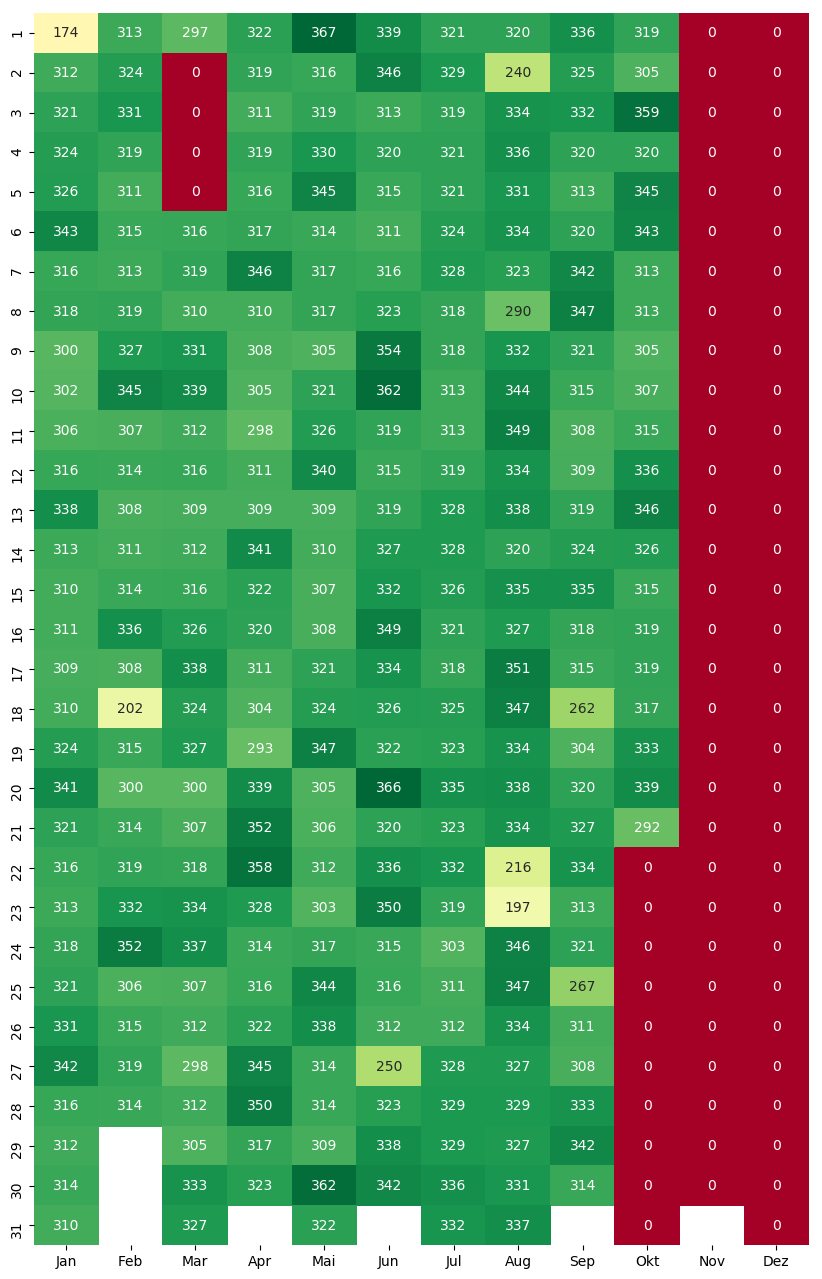 1 174 313 297 322 367 339 321 320 336 319 0 0
2 312 324 0 319 316 346 329 240 325 305 0 0
3 321 331 0 311 319 313 319 334 332 359 0 0
4 324 319 0 319 330 320 321 336 320 320 0 0
5 326 311 0 316 345 315 321 331 313 345 0 0
6 343 315 316 317 314 311 324 334 320 343 0 0
7 316 313 319 346 317 316 328 323 342 313 0 0
8 318 319 310 310 317 323 318 290 347 313 0 0
9 300 327 331 308 305 354 318 332 321 305 0 0
10 302 345 339 305 321 362 313 344 315 307 0 0
11 306 307 312 298 326 319 313 349 308 315 0 0
12 316 314 316 311 340 315 319 334 309 336 0 0
13 338 308 309 309 309 319 328 338 319 346 0 0
14 313 311 312 341 310 327 328 320 324 326 0 0
15 310 314 316 322 307 332 326 335 335 315 0 0
16 311 336 326 320 308 349 321 327 318 319 0 0
17 309 308 338 311 321 334 318 351 315 319 0 0
18 310 202 324 304 324 326 325 347 262 317 0 0
19 324 315 327 293 347 322 323 334 304 333 0 0
20 341 300 300 339 305 366 335 338 320 339 0 0
21 321 314 307 352 306 320 323 334 327 292 0 0
22 316 319 318 358 312 336 332 216 334 0 0 0
23 313 332 334 328 303 350 319 197 313 0 0 0
24 318 352 337 314 317 315 303 346 321 0 0 0
25 321 306 307 316 344 316 311 347 267 0 0 0
26 331 315 312 322 338 312 312 334 311 0 0 0
27 342 319 298 345 314 250 328 327 308 0 0 0
28 316 314 312 350 314 323 329 329 333 0 0 0
29 312 305 317 309 338 329 327 342 0 0 0
30 314 333 323 362 342 336 331 314 0 0 0
31 310 327 322 332 337 0 0
Jan Feb Mar Apr Mai Jun Jul Aug Sep Okt Nov Dez